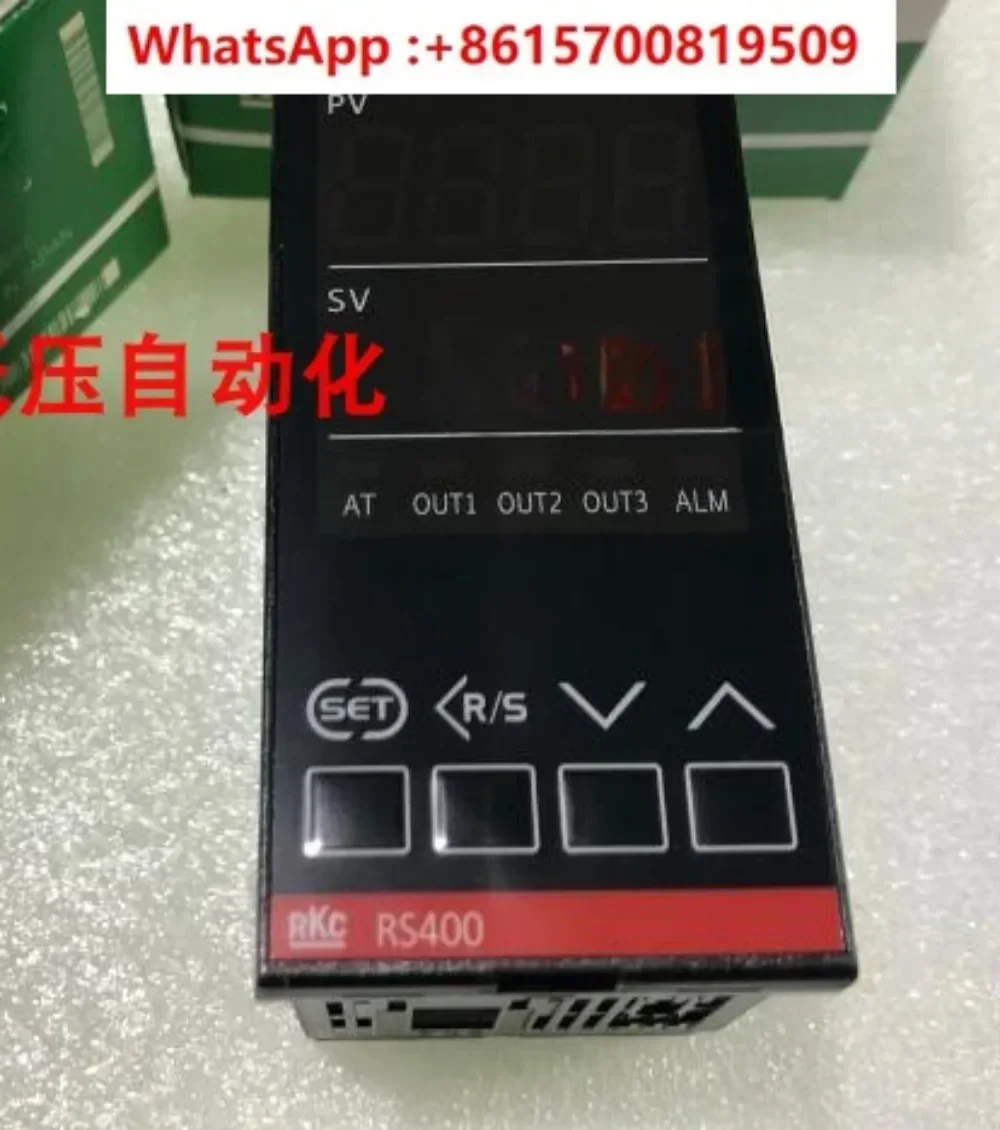 WhatsApp :+8615700819509
PV
SV
压自动化
AT OUT1 OUT2 OUT3 ALM
SET <R/S
RKC RS400